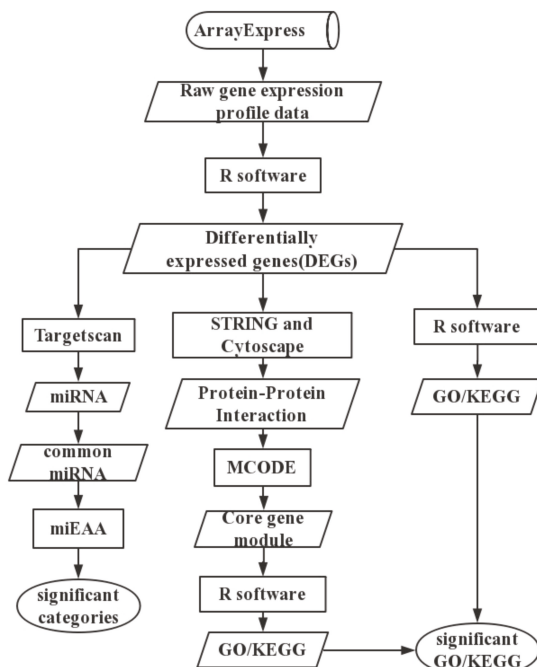 ArrayExpress
Raw gene expression
profile data
R software
Differentially
expressed genes(DEGs)
Targetscan
miRNA
common
miRNA
miEAA
significant
categories
STRING and
Cytoscape
Protein-Protein
Interaction
MCODE
Core gene
module
R software
GO/KEGG
R software
GO/KEGG
significant
GO/KEGG